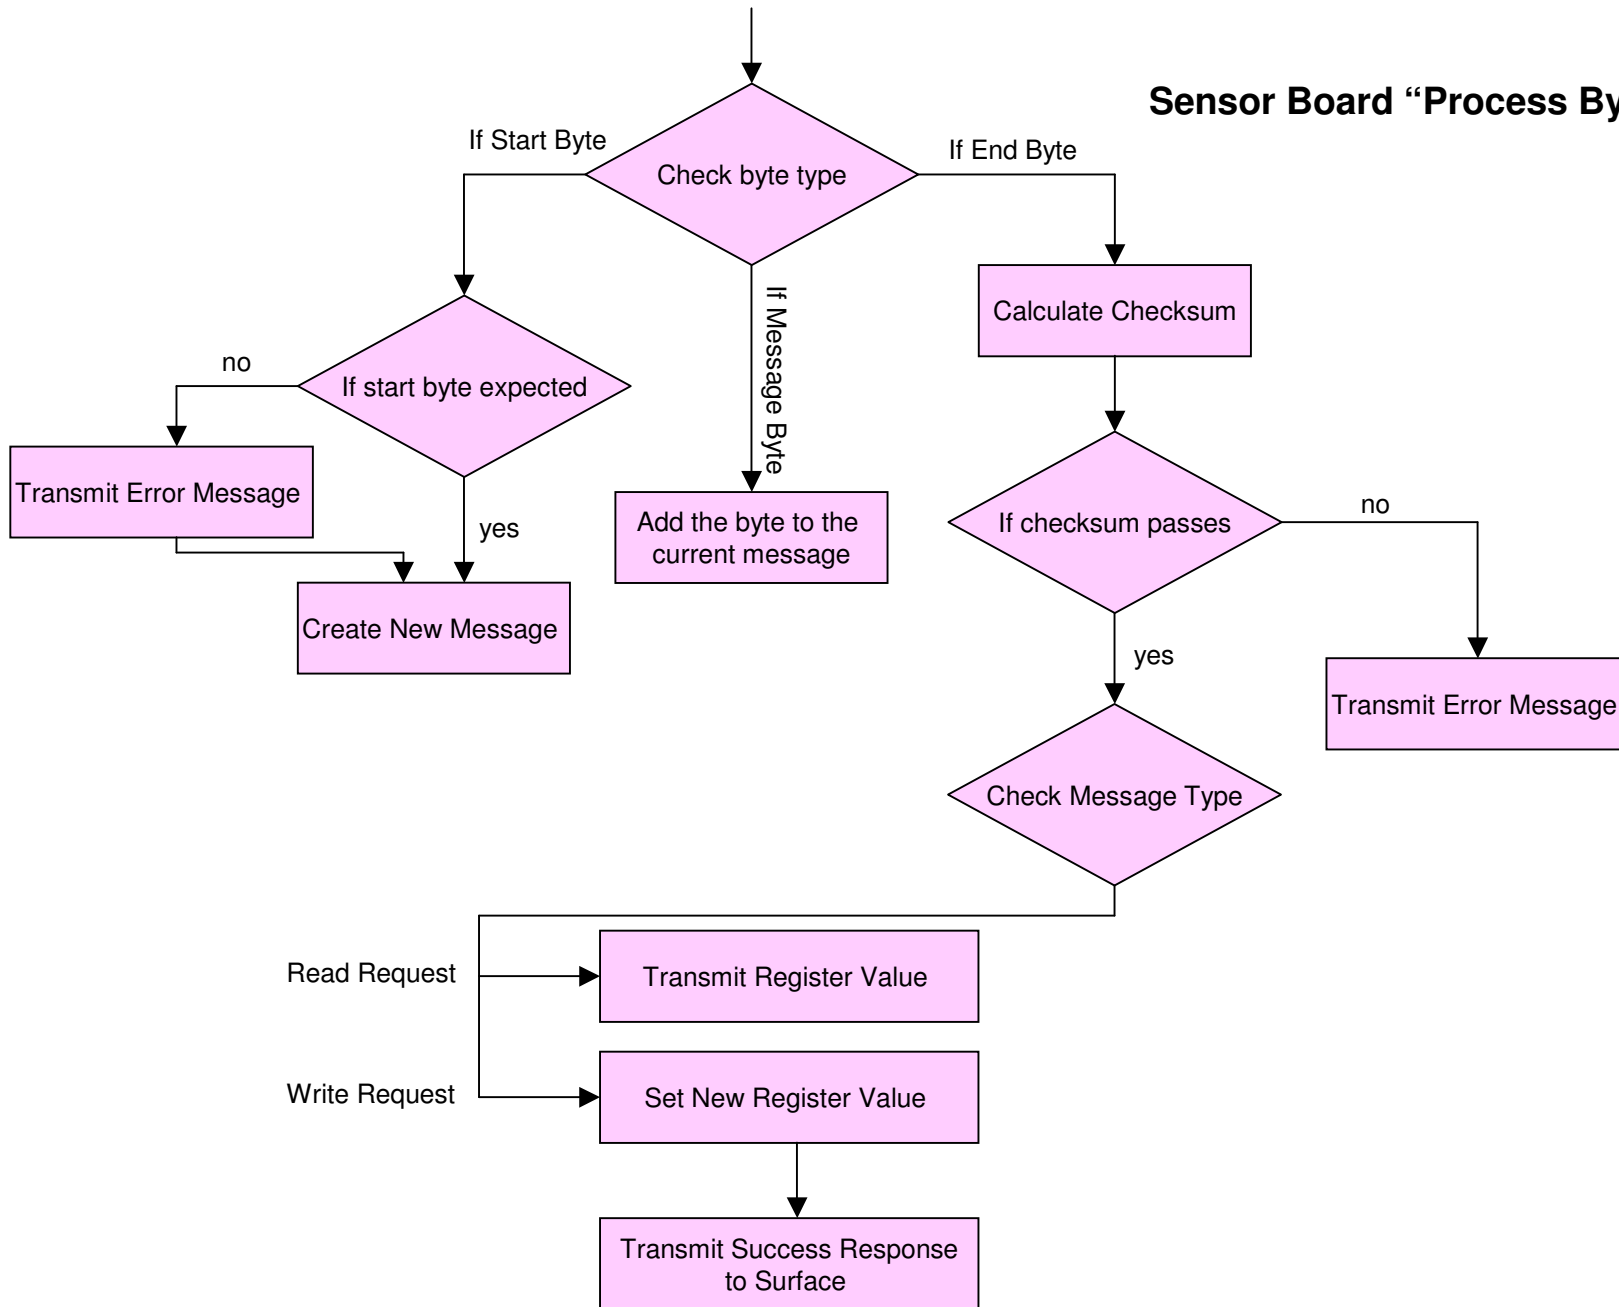 Sensor Board “Process By
If Start Byte
If End Byte
Check byte type
If Message Byte
Calculate Checksum
no
If start byte expected
Transmit Error Message
yes
Add the byte to the
current message
If checksum passes
no
Create New Message
yes
Transmit Error Message
Check Message Type
Read Request
Transmit Register Value
Write Request
Set New Register Value
Transmit Success Response
to Surface